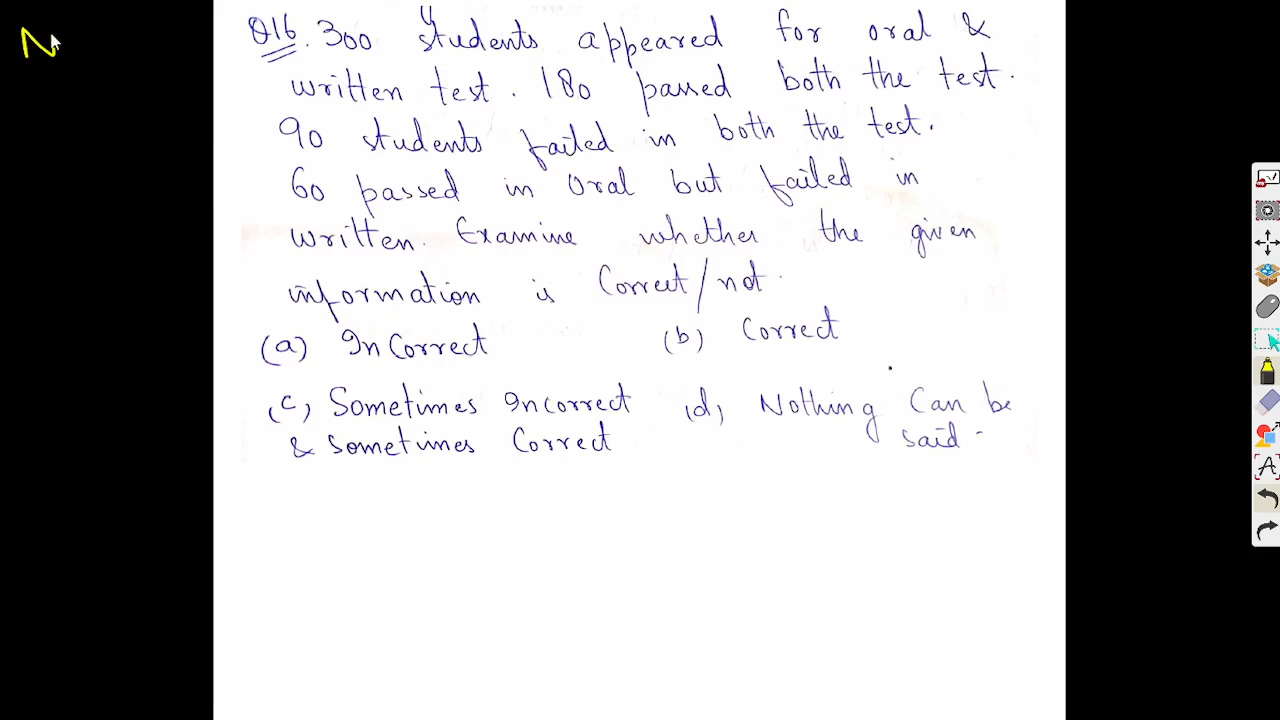 N
Q16. 300 students appeared for oral &
written test. 180 passed both the test.
90 students failed in both the test.
60 passed in oral but failed in
written. Examine whether the given
information is Correct/not.
(a) InCorrect (b) Correct
(c) Sometimes Incorrect (d) Nothing Can be
& sometimes Correct said -